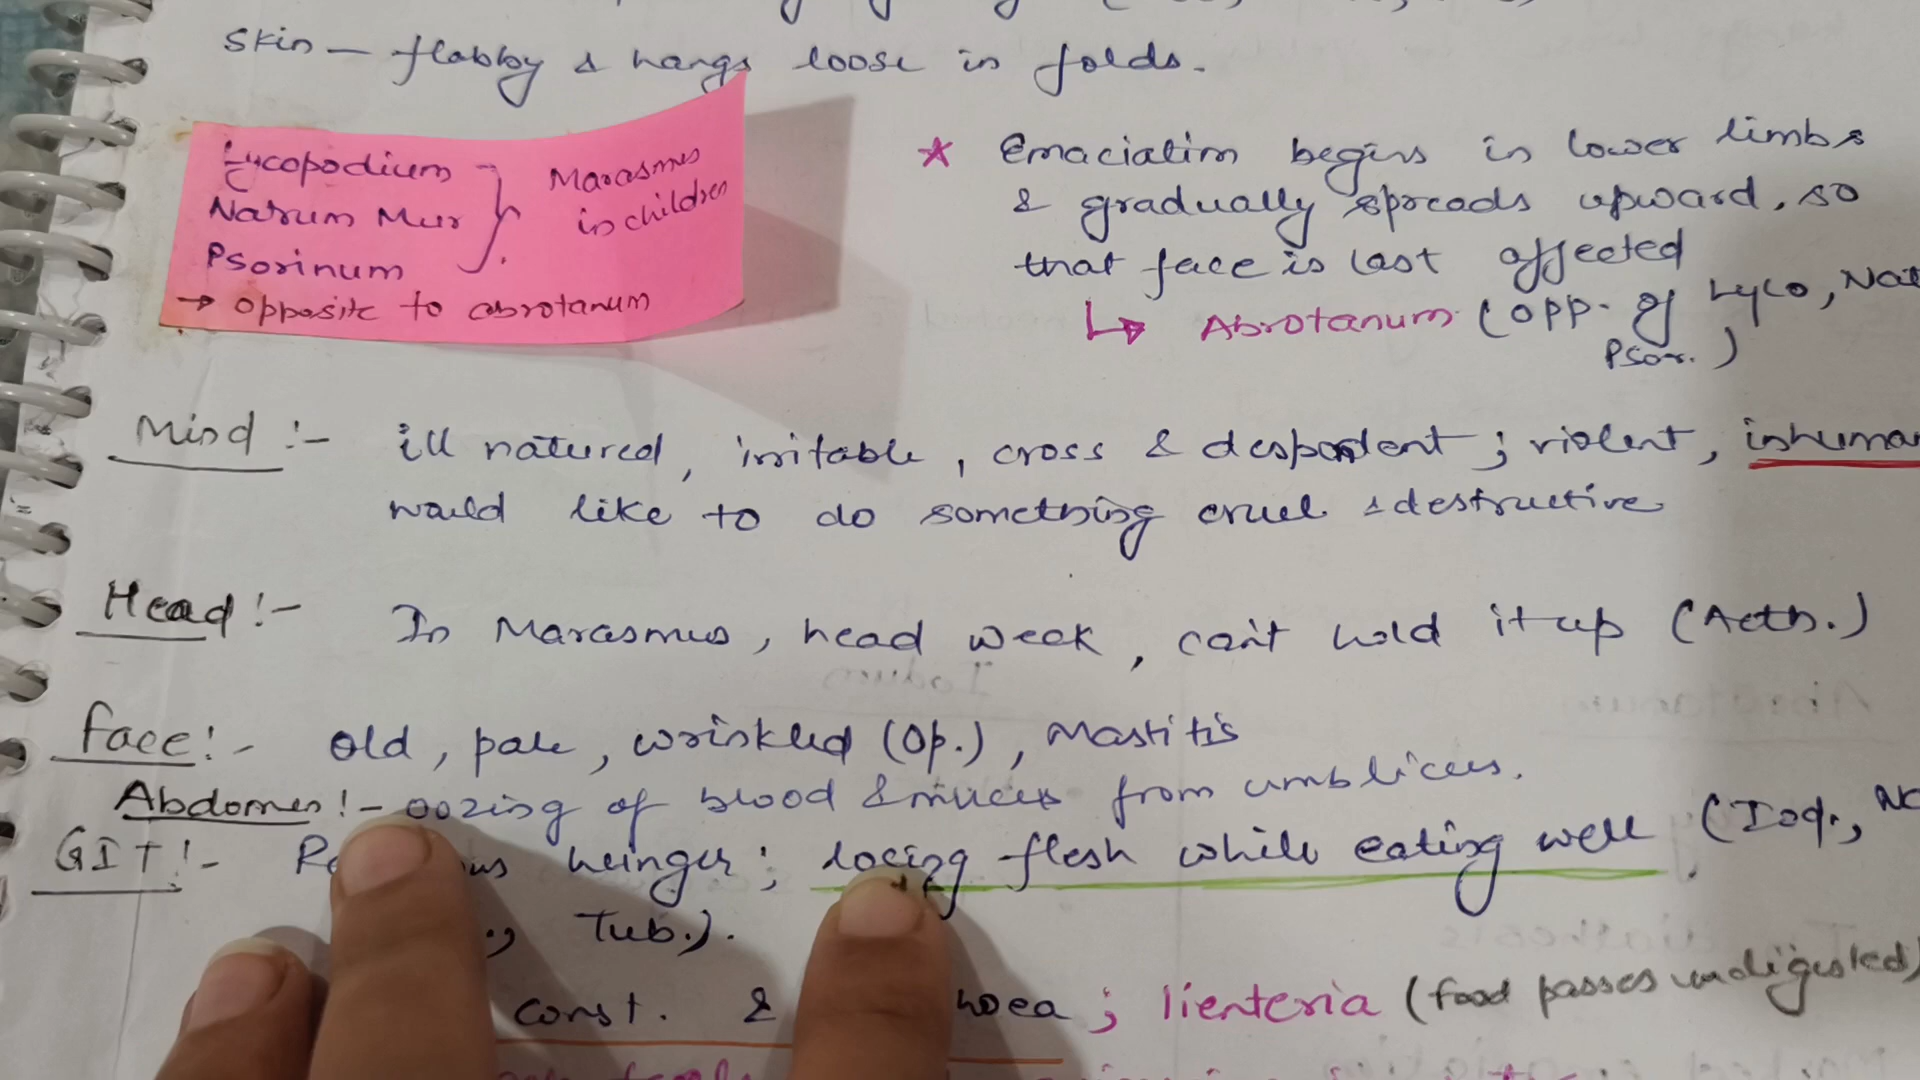 Skin — flabby & hangs loose in folds.
Lycopodium
Natrum Mur
Psorinum
Marasmus
in children
→ opposite to abrotanum
* Emaciation begins in lower limbs
& gradually spreads upward, so
that face is last affected
↳ Abrotanum (opp. of Lyco, Nat
Psor.)
Mind :- ill natured, irritable, cross & despondent ; violent, inhuman
would like to do something cruel & destructive
Head :- In Marasmus, head weak, can't hold it up (Aeth.)
face :- old, pale, wrinkled (Op.), Mastitis
Abdomen :- oozing of blood & mucus from umblicus.
GIT :- hunger ; losing flesh while eating well (Iod.,
Tub.).
const. & hoea ; lienteria (food passes undigested)